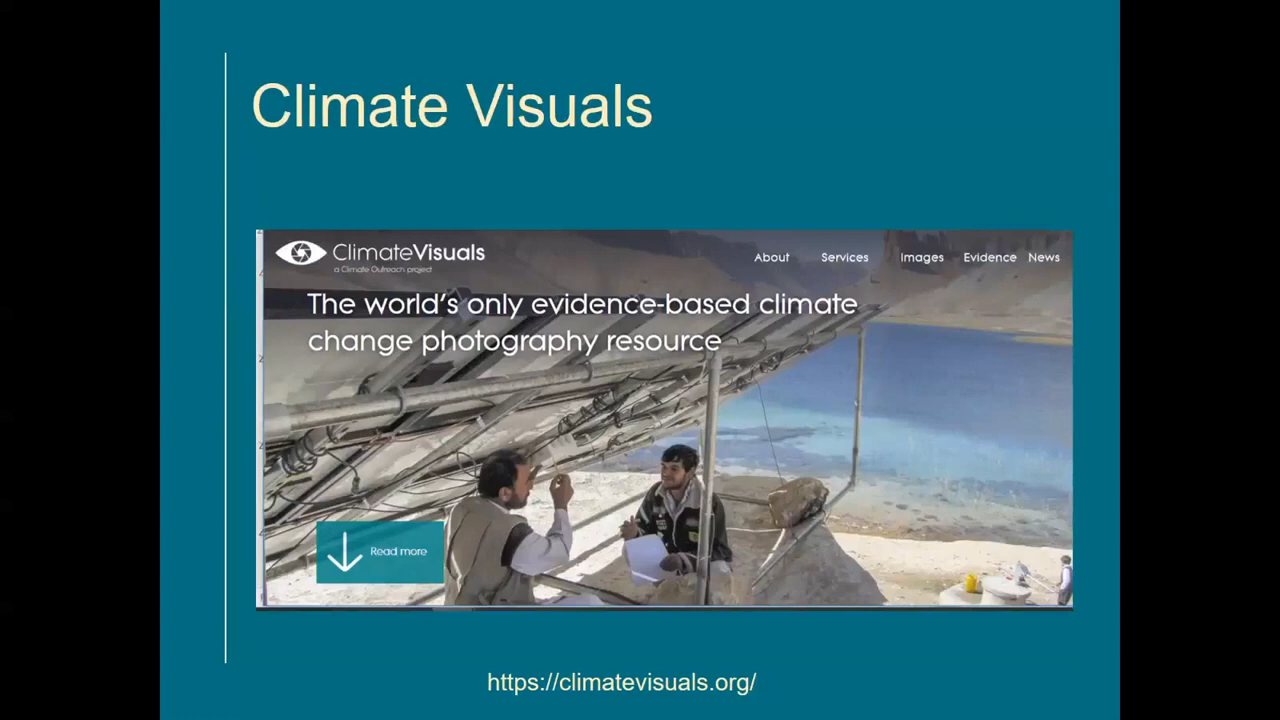 Climate Visuals
ClimateVisuals
a Climate Outreach project
About Services Images Evidence News
The world's only evidence-based climate
change photography resource
Read more
https://climatevisuals.org/